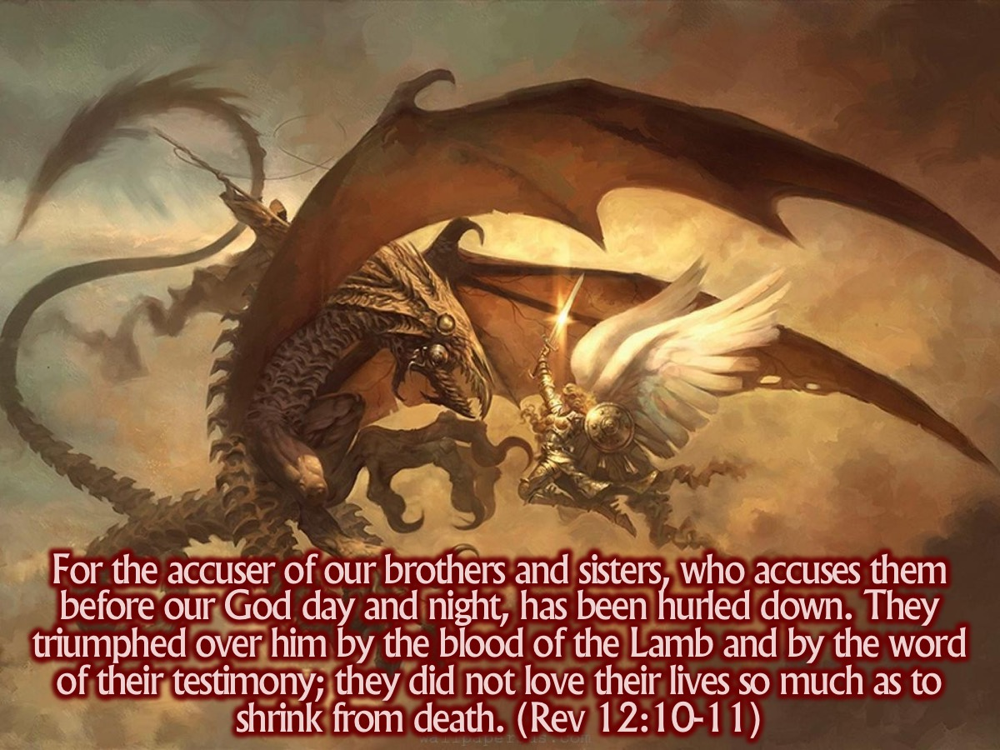 For the accuser of our brothers and sisters, who accuses them
before our God day and night, has been hurled down. They
triumphed over him by the blood of the Lamb and by the word
of their testimony; they did not love their lives so much as to
shrink from death. (Rev 12:10-11)